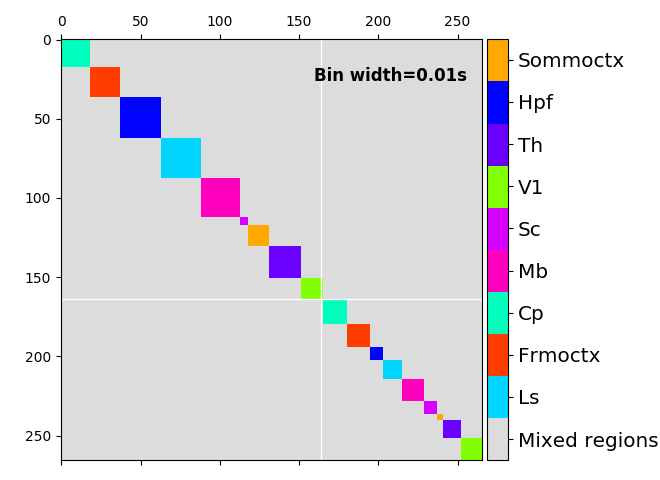 0 50 100 150 200 250
0
50
100
150
200
250
Bin width=0.01s
Sommoctx
Hpf
Th
V1
Sc
Mb
Cp
Frmoctx
Ls
Mixed regions